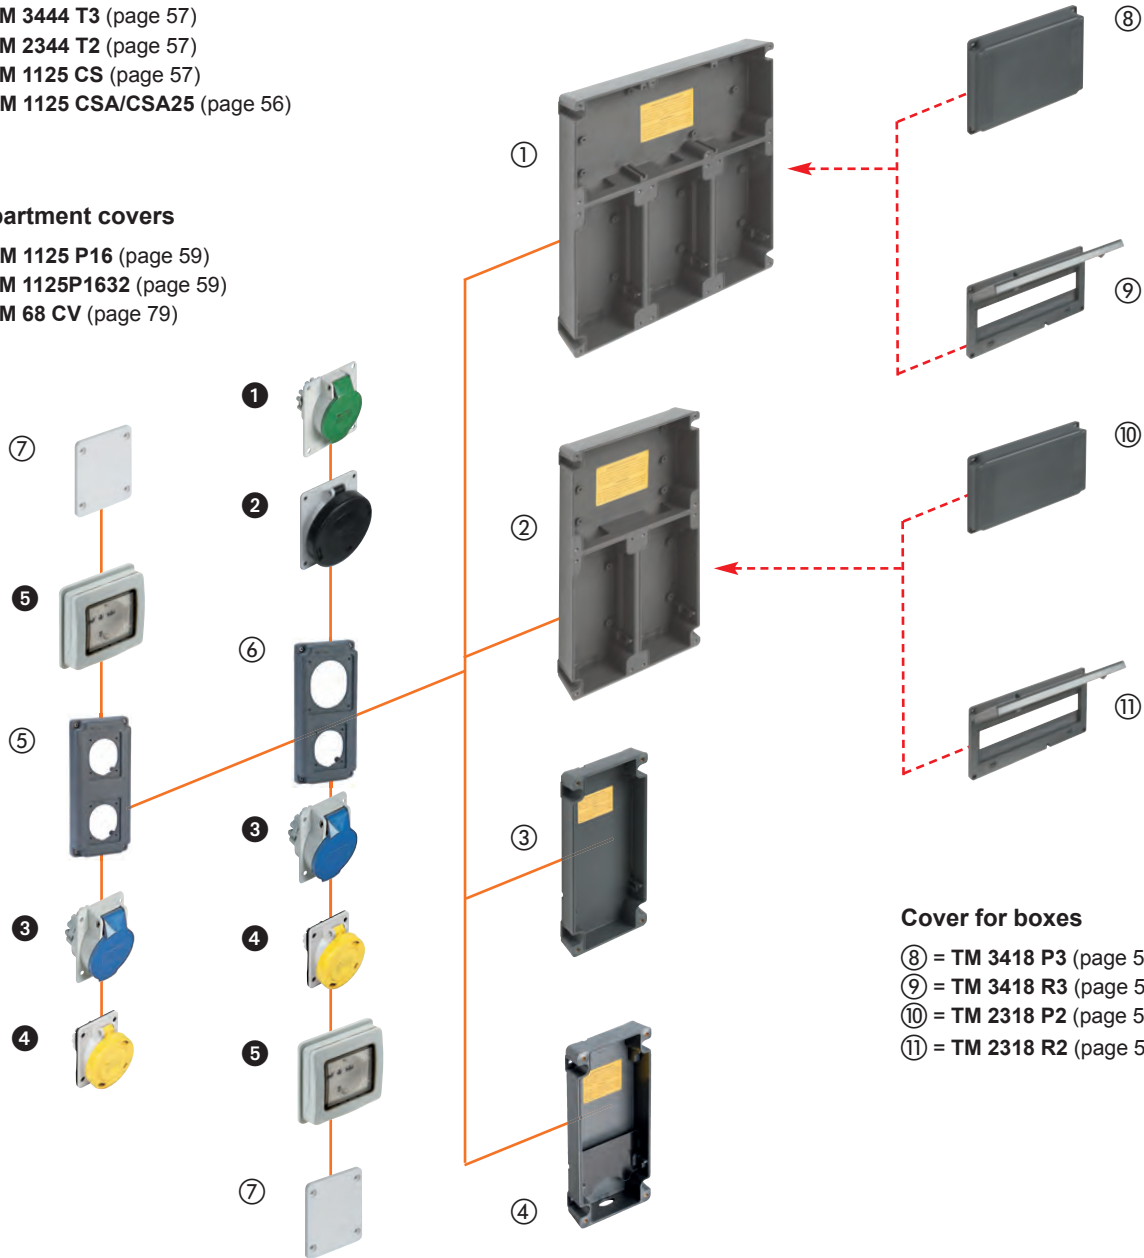 M 3444 T3 (page 57)
M 2344 T2 (page 57)
M 1125 CS (page 57)
M 1125 CSA/CSA25 (page 56)
partment covers
M 1125 P16 (page 59)
M 1125P1632 (page 59)
M 68 CV (page 79)
⑧
①
⑨
❶
⑦
⑩
❷
②
❺
⑥
⑤
⑪
❸
③
❸
❹
Cover for boxes
⑧ = TM 3418 P3 (page 5
⑨ = TM 3418 R3 (page 5
⑩ = TM 2318 P2 (page 5
⑪ = TM 2318 R2 (page 5
❹
❺
⑦
④